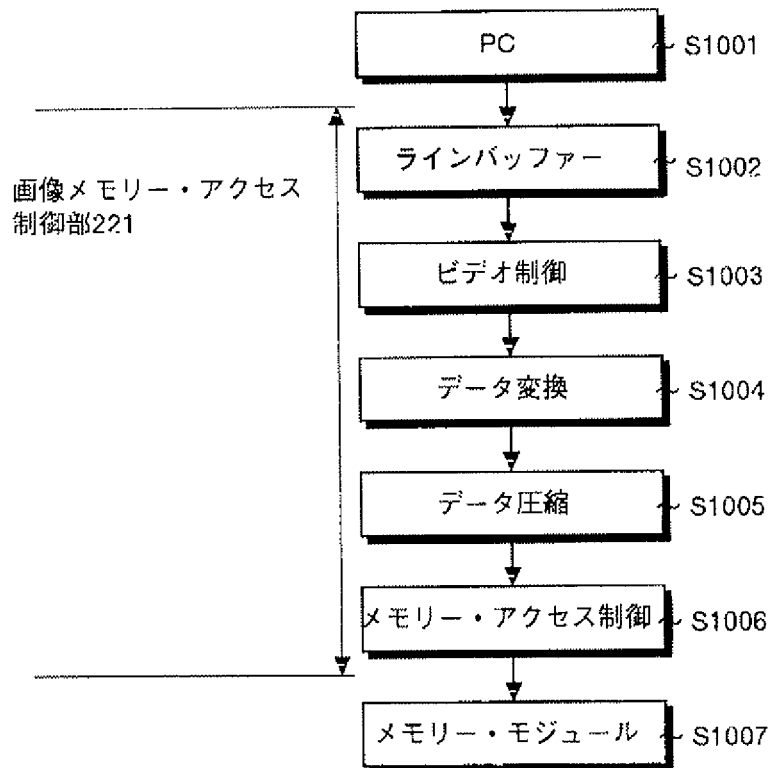 PC
S1001
ラインバッファー
S1002
画像メモリー・アクセス
制御部221
ビデオ制御
S1003
データ変換
S1004
データ圧縮
S1005
メモリー・アクセス制御
S1006
メモリー・モジュール
S1007